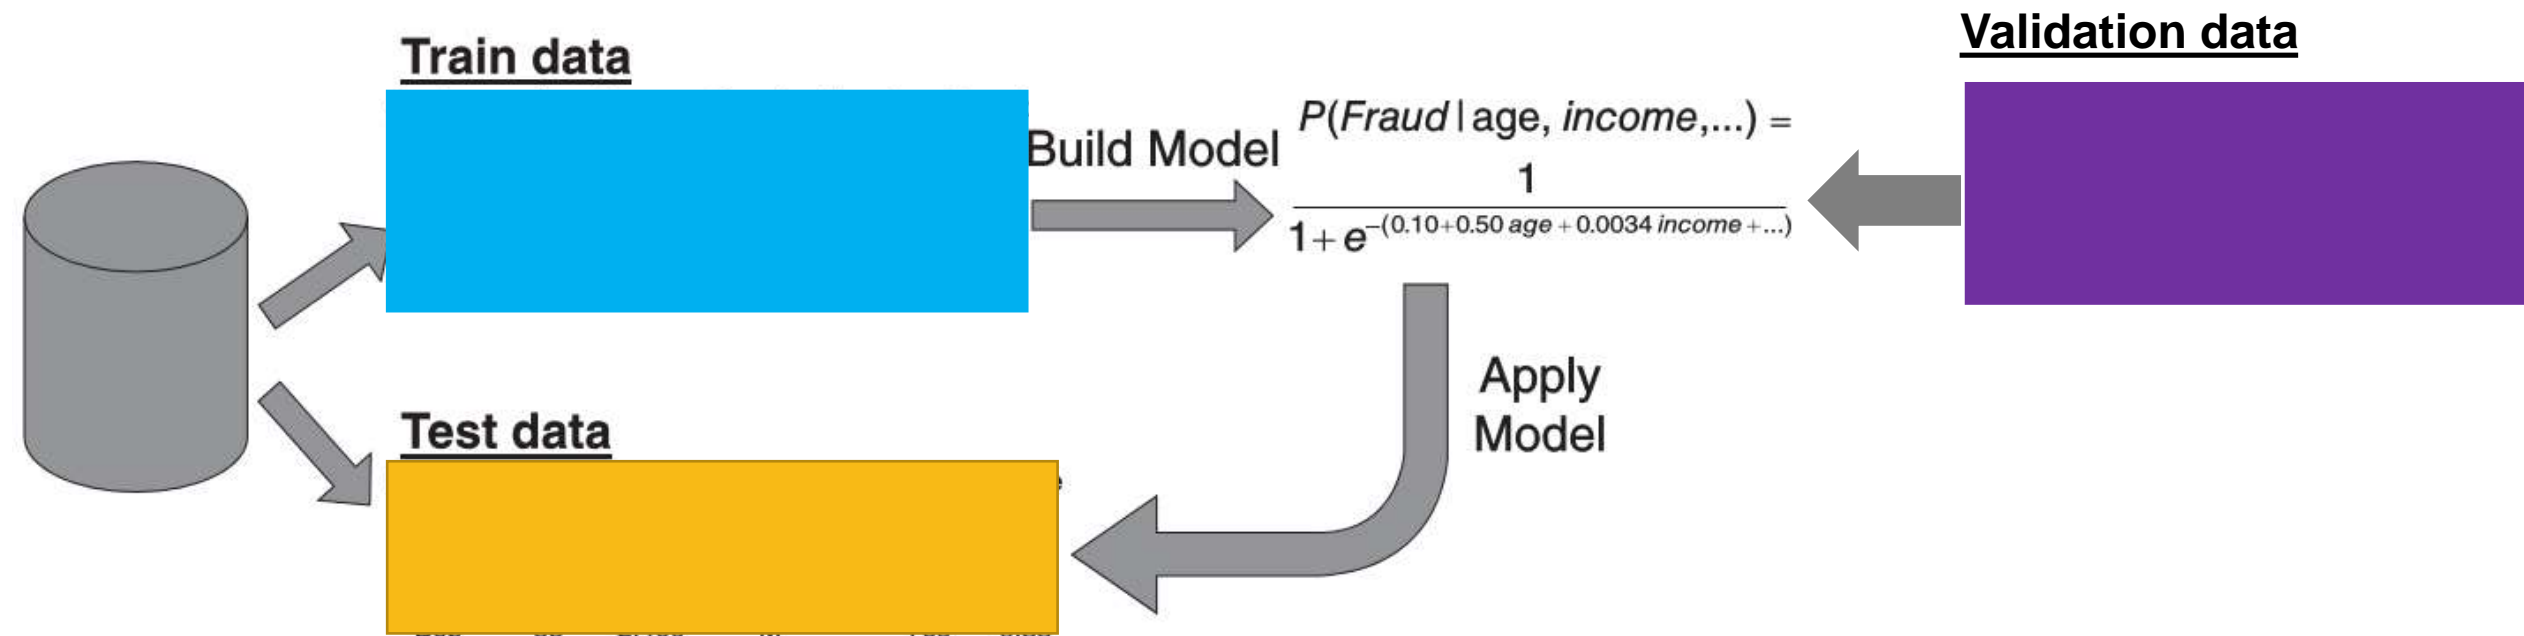 Train data
Validation data
Build Model
P(Fraud | age, income,...) =
1
1 + e^–(0.10+0.50 age + 0.0034 income +...)
Apply
Model
Test data